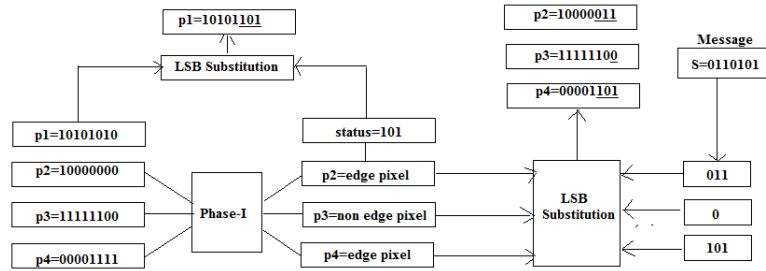 p1=10101101
p2=10000011
p3=11111100
p4=00001101
Message
S=0110101
LSB Substitution
p1=10101010
status=101
p2=10000000
p2=edge pixel
p3=11111100
Phase-I
p3=non edge pixel
p4=00001111
p4=edge pixel
LSB
Substitution
011
0
101